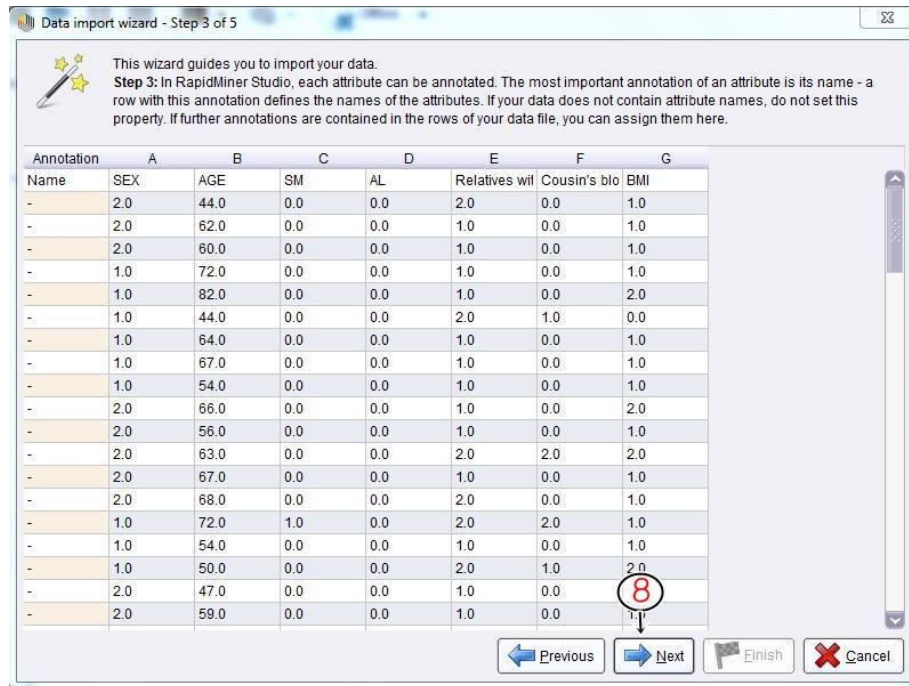 Data import wizard - Step 3 of 5
This wizard guides you to import your data.
Step 3: In RapidMiner Studio, each attribute can be annotated. The most important annotation of an attribute is its name - a
row with this annotation defines the names of the attributes. If your data does not contain attribute names, do not set this
property. If further annotations are contained in the rows of your data file, you can assign them here.
Annotation A B C D E F G
Name SEX AGE SM AL Relatives wit Cousin's blo BMI
- 2.0 44.0 0.0 0.0 2.0 0.0 1.0
- 2.0 62.0 0.0 0.0 1.0 0.0 1.0
- 2.0 60.0 0.0 0.0 1.0 0.0 1.0
- 1.0 72.0 0.0 0.0 1.0 0.0 1.0
- 1.0 82.0 0.0 0.0 1.0 0.0 2.0
- 1.0 44.0 0.0 0.0 2.0 1.0 0.0
- 1.0 64.0 0.0 0.0 1.0 0.0 1.0
- 1.0 67.0 0.0 0.0 1.0 0.0 1.0
- 1.0 54.0 0.0 0.0 1.0 0.0 1.0
- 2.0 66.0 0.0 0.0 1.0 0.0 2.0
- 2.0 56.0 0.0 0.0 1.0 0.0 1.0
- 2.0 63.0 0.0 0.0 2.0 2.0 2.0
- 2.0 67.0 0.0 0.0 1.0 0.0 1.0
- 2.0 68.0 0.0 0.0 2.0 0.0 1.0
- 1.0 72.0 1.0 0.0 2.0 2.0 1.0
- 1.0 54.0 0.0 0.0 1.0 0.0 1.0
- 1.0 50.0 0.0 0.0 2.0 1.0 2.0
- 2.0 47.0 0.0 0.0 1.0 0.0
- 2.0 59.0 0.0 0.0 1.0 0.0
8
Previous Next Finish Cancel